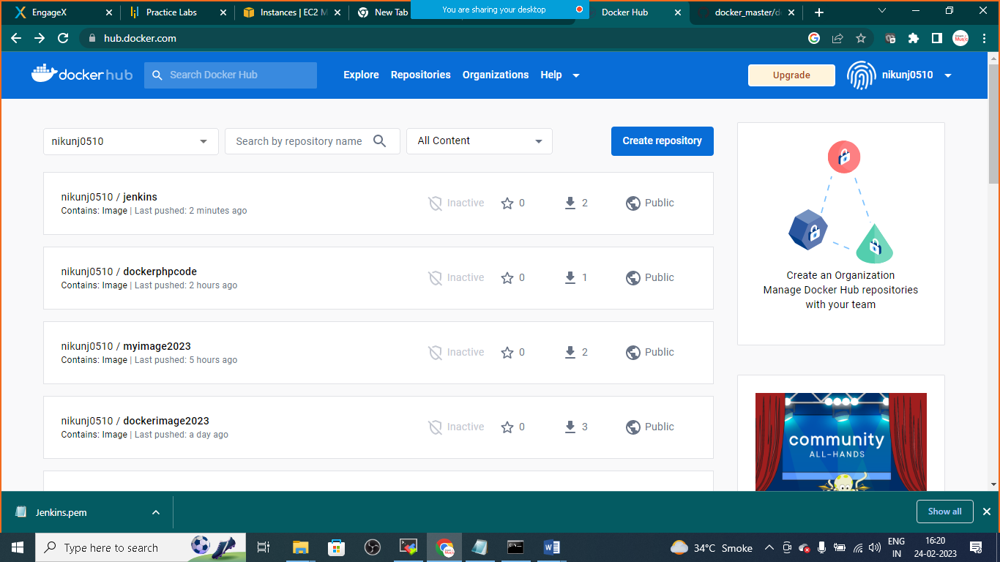 EngageX
Practice Labs
Instances | EC2 M
New Tab
You are sharing your desktop
Docker Hub
docker_master/d
hub.docker.com
docker hub
Search Docker Hub
Explore
Repositories
Organizations
Help
Upgrade
nikunj0510
nikunj0510
Search by repository name
All Content
Create repository
nikunj0510 / jenkins
Contains: Image | Last pushed: 2 minutes ago
Inactive
0
2
Public
nikunj0510 / dockerphpcode
Contains: Image | Last pushed: 2 hours ago
Inactive
0
1
Public
nikunj0510 / myimage2023
Contains: Image | Last pushed: 5 hours ago
Inactive
0
2
Public
nikunj0510 / dockerimage2023
Contains: Image | Last pushed: a day ago
Inactive
0
3
Public
Create an Organization
Manage Docker Hub repositories
with your team
community
ALL-HANDS
Jenkins.pem
Show all
Type here to search
34°C Smoke
ENG
IN
16:20
24-02-2023